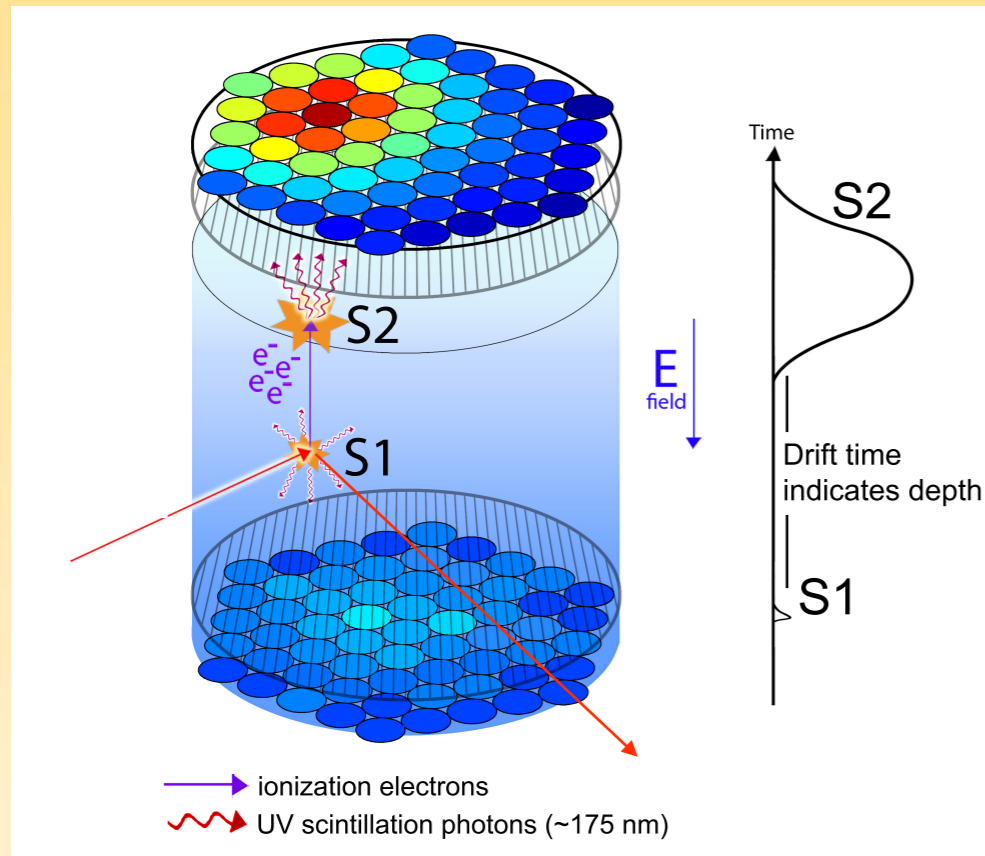 Time
S2
S2
e⁻
e⁻e⁻
e⁻
E
field
S1
Drift time
indicates depth
S1
ionization electrons
UV scintillation photons (~175 nm)